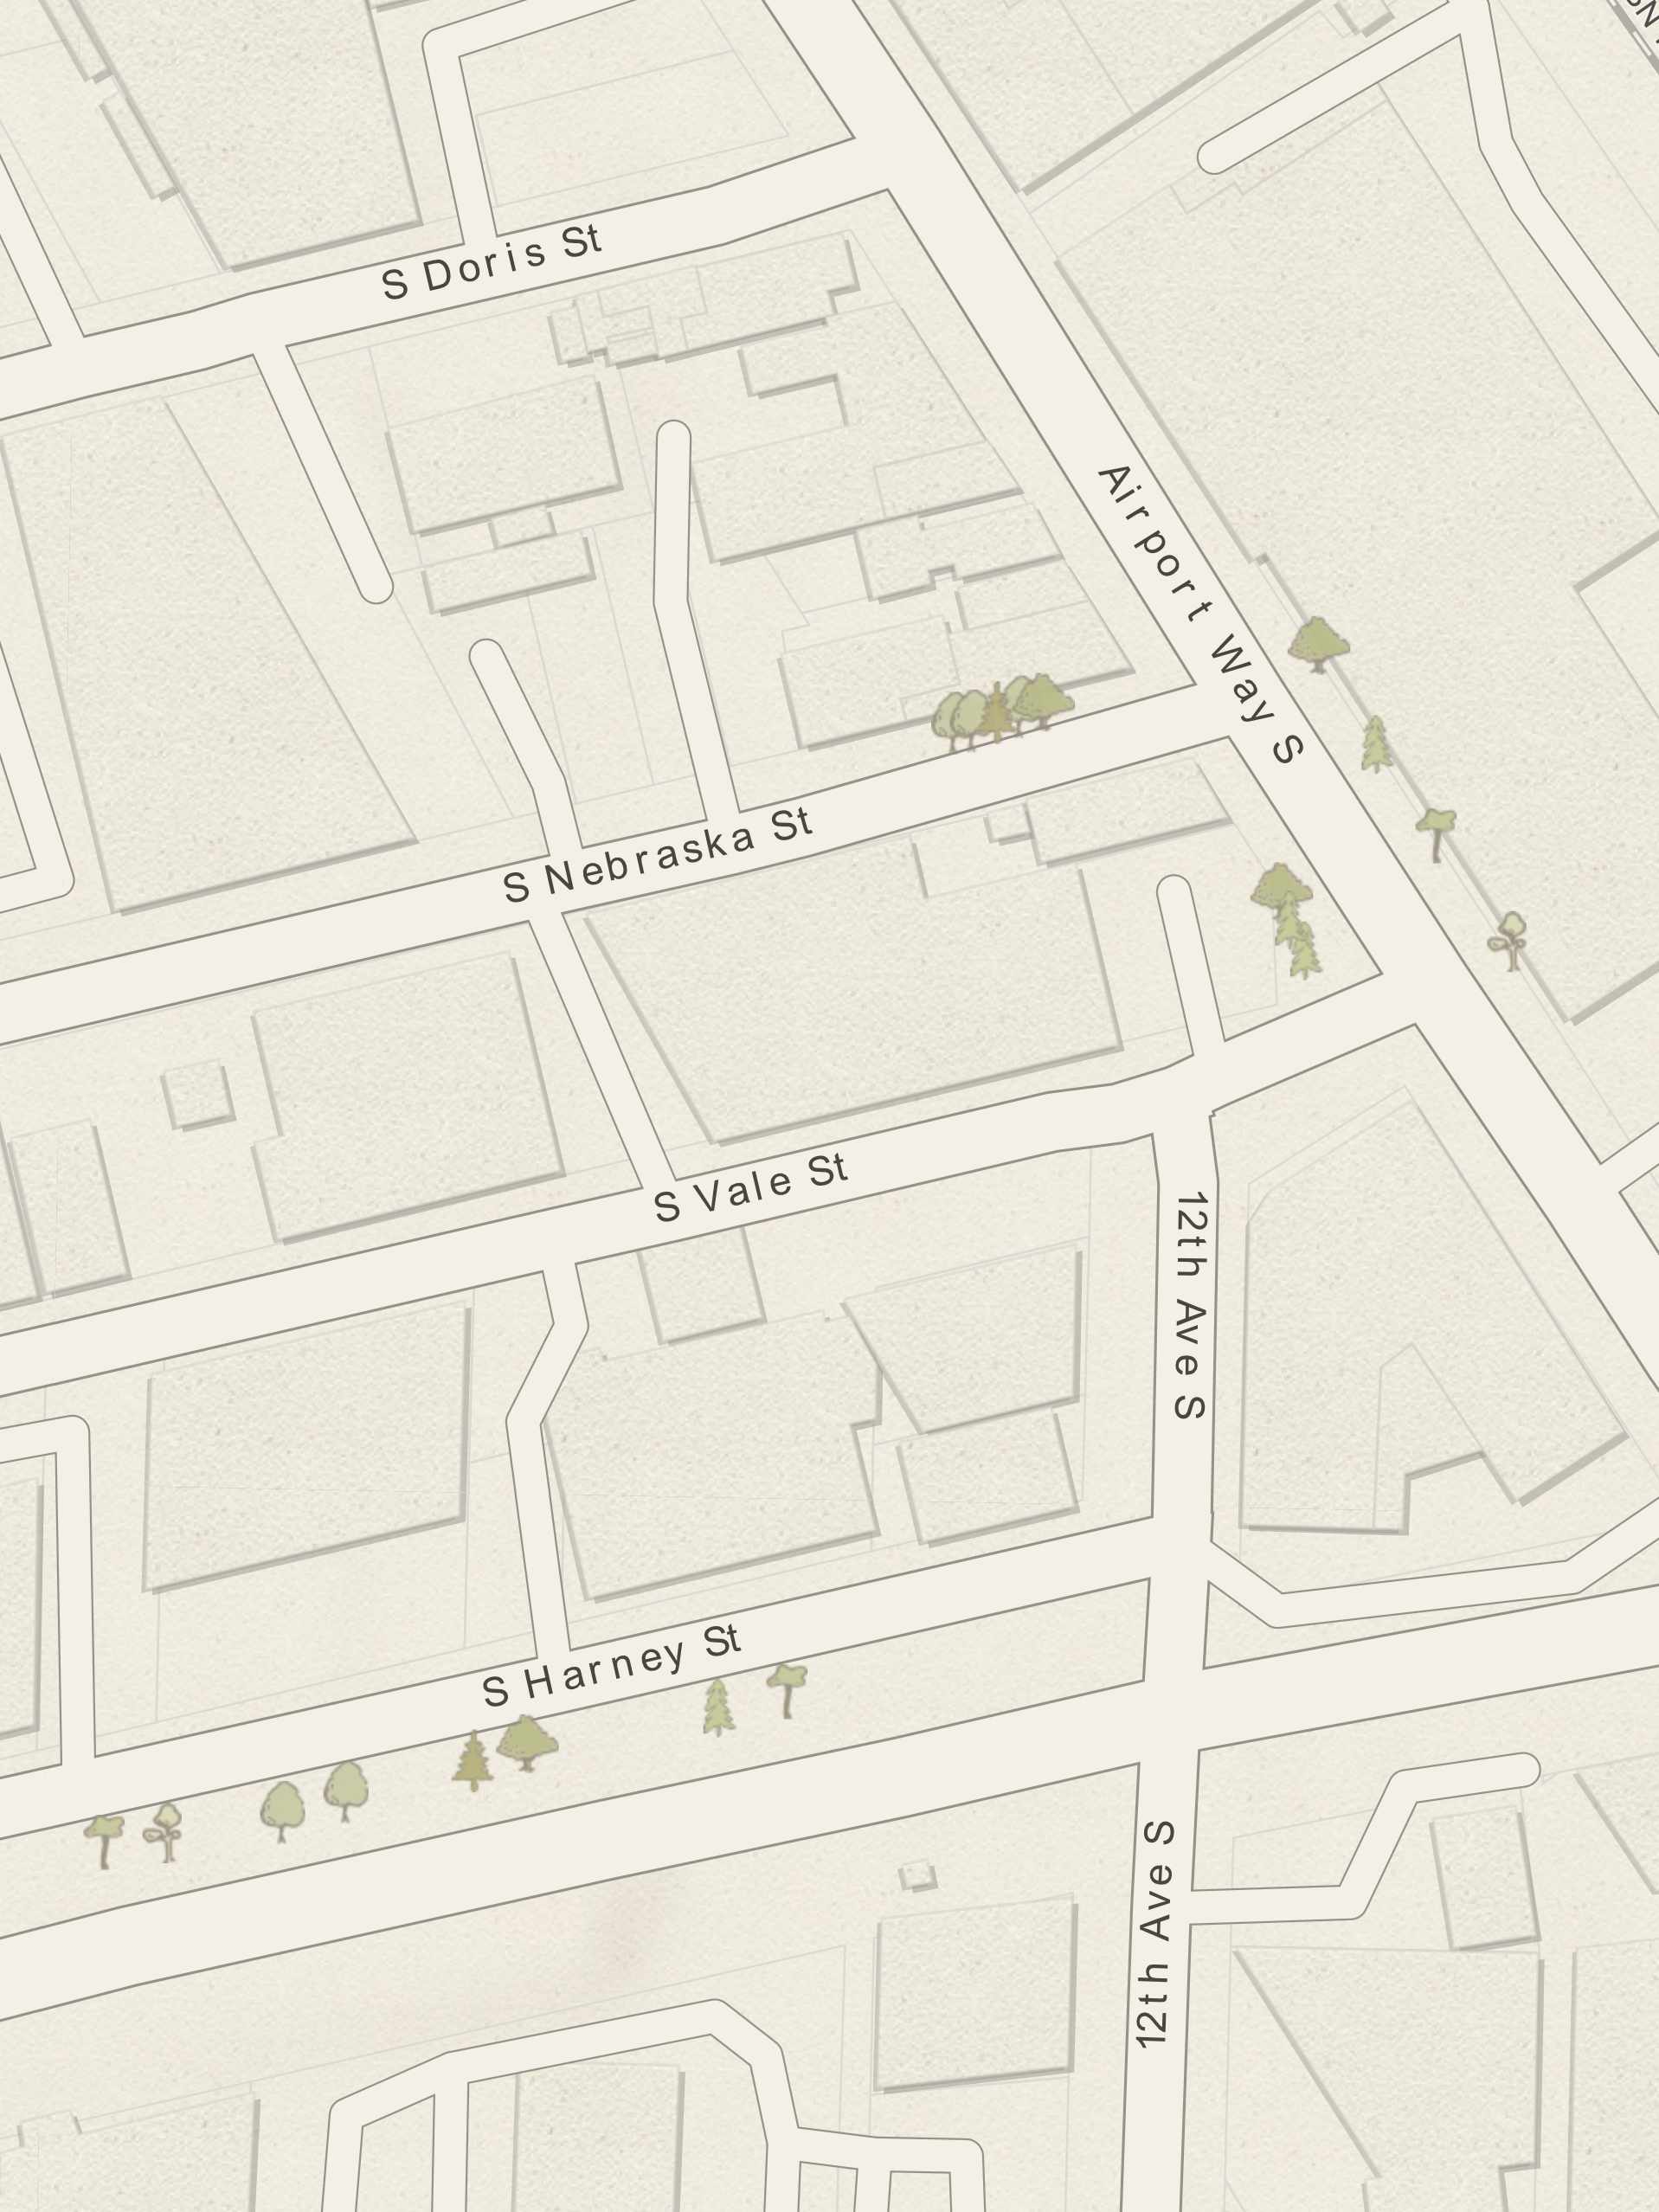 S Doris St
Airport Way S
S Nebraska St
S Vale St
12th Ave S
S Harney St
12th Ave S